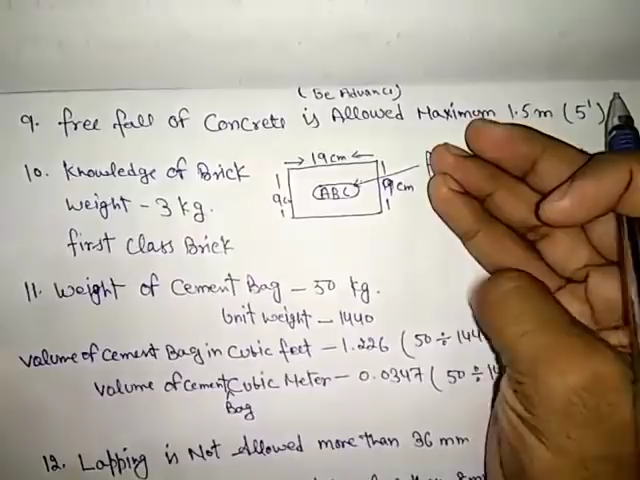 (Be Advance)
9. free fall of Concrete is Allowed Maximum 1.5m (5')
10. Knowledge of Brick
19cm
weight - 3 kg.
9c
ABC
9 cm
first Class Brick
11. Weight of Cement Bag - 50 kg.
Unit weight - 1440
volume of cement Bag in Cubic feet - 1.226 (50 ÷ 144
volume of cement Cubic Meter - 0.0347 (50 ÷ 14
Bag
12. Lapping is Not Allowed more than 36 mm